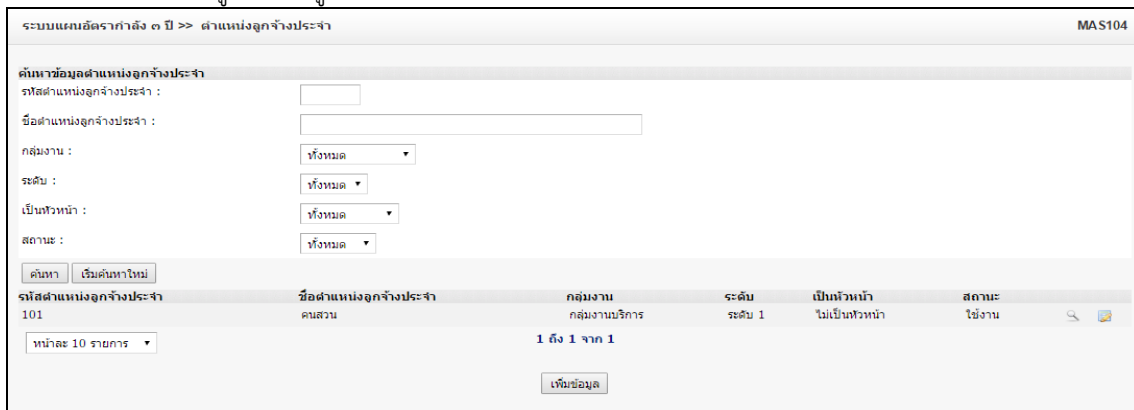 ระบบแผนอัตรากำลัง ๓ ปี >> ตำแหน่งลูกจ้างประจำ MAS104
ค้นหาข้อมูลตำแหน่งลูกจ้างประจำ
รหัสตำแหน่งลูกจ้างประจำ :
ชื่อตำแหน่งลูกจ้างประจำ :
กลุ่มงาน : ทั้งหมด
ระดับ : ทั้งหมด
เป็นหัวหน้า : ทั้งหมด
สถานะ : ทั้งหมด
ค้นหา เริ่มค้นหาใหม่
รหัสตำแหน่งลูกจ้างประจำ ชื่อตำแหน่งลูกจ้างประจำ กลุ่มงาน ระดับ เป็นหัวหน้า สถานะ
101 คนสวน กลุ่มงานบริการ ระดับ 1 ไม่เป็นหัวหน้า ใช้งาน
หน้าละ 10 รายการ 1 ถึง 1 จาก 1
เพิ่มข้อมูล